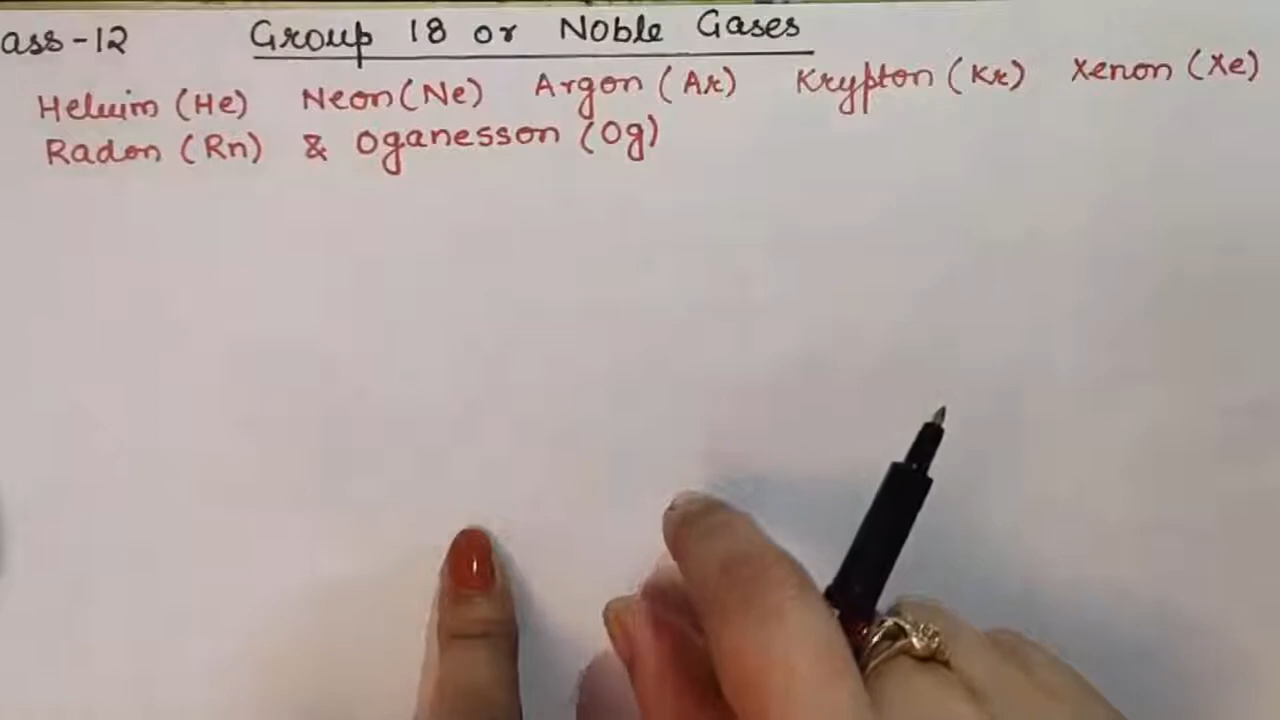 ass-12 Group 18 or Noble Gases
Helium (He) Neon (Ne) Argon (Ar) Krypton (Kr) Xenon (Xe)
Radon (Rn) & Oganesson (Og)